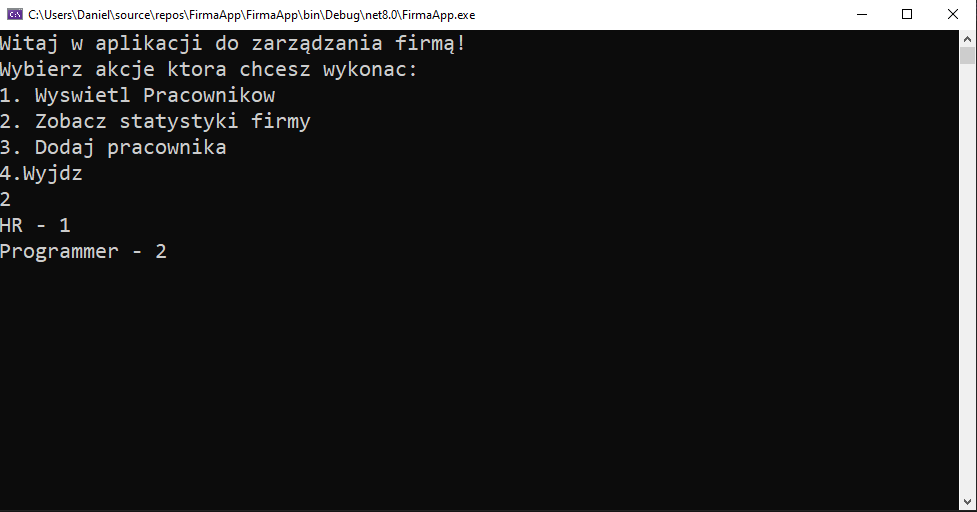 C:\Users\Daniel\source\repos\FirmaApp\FirmaApp\bin\Debug\net8.0\FirmaApp.exe
Witaj w aplikacji do zarządzania firmą!
Wybierz akcje ktora chcesz wykonac:
1. Wyswietl Pracownikow
2. Zobacz statystyki firmy
3. Dodaj pracownika
4.Wyjdz
2
HR - 1
Programmer - 2